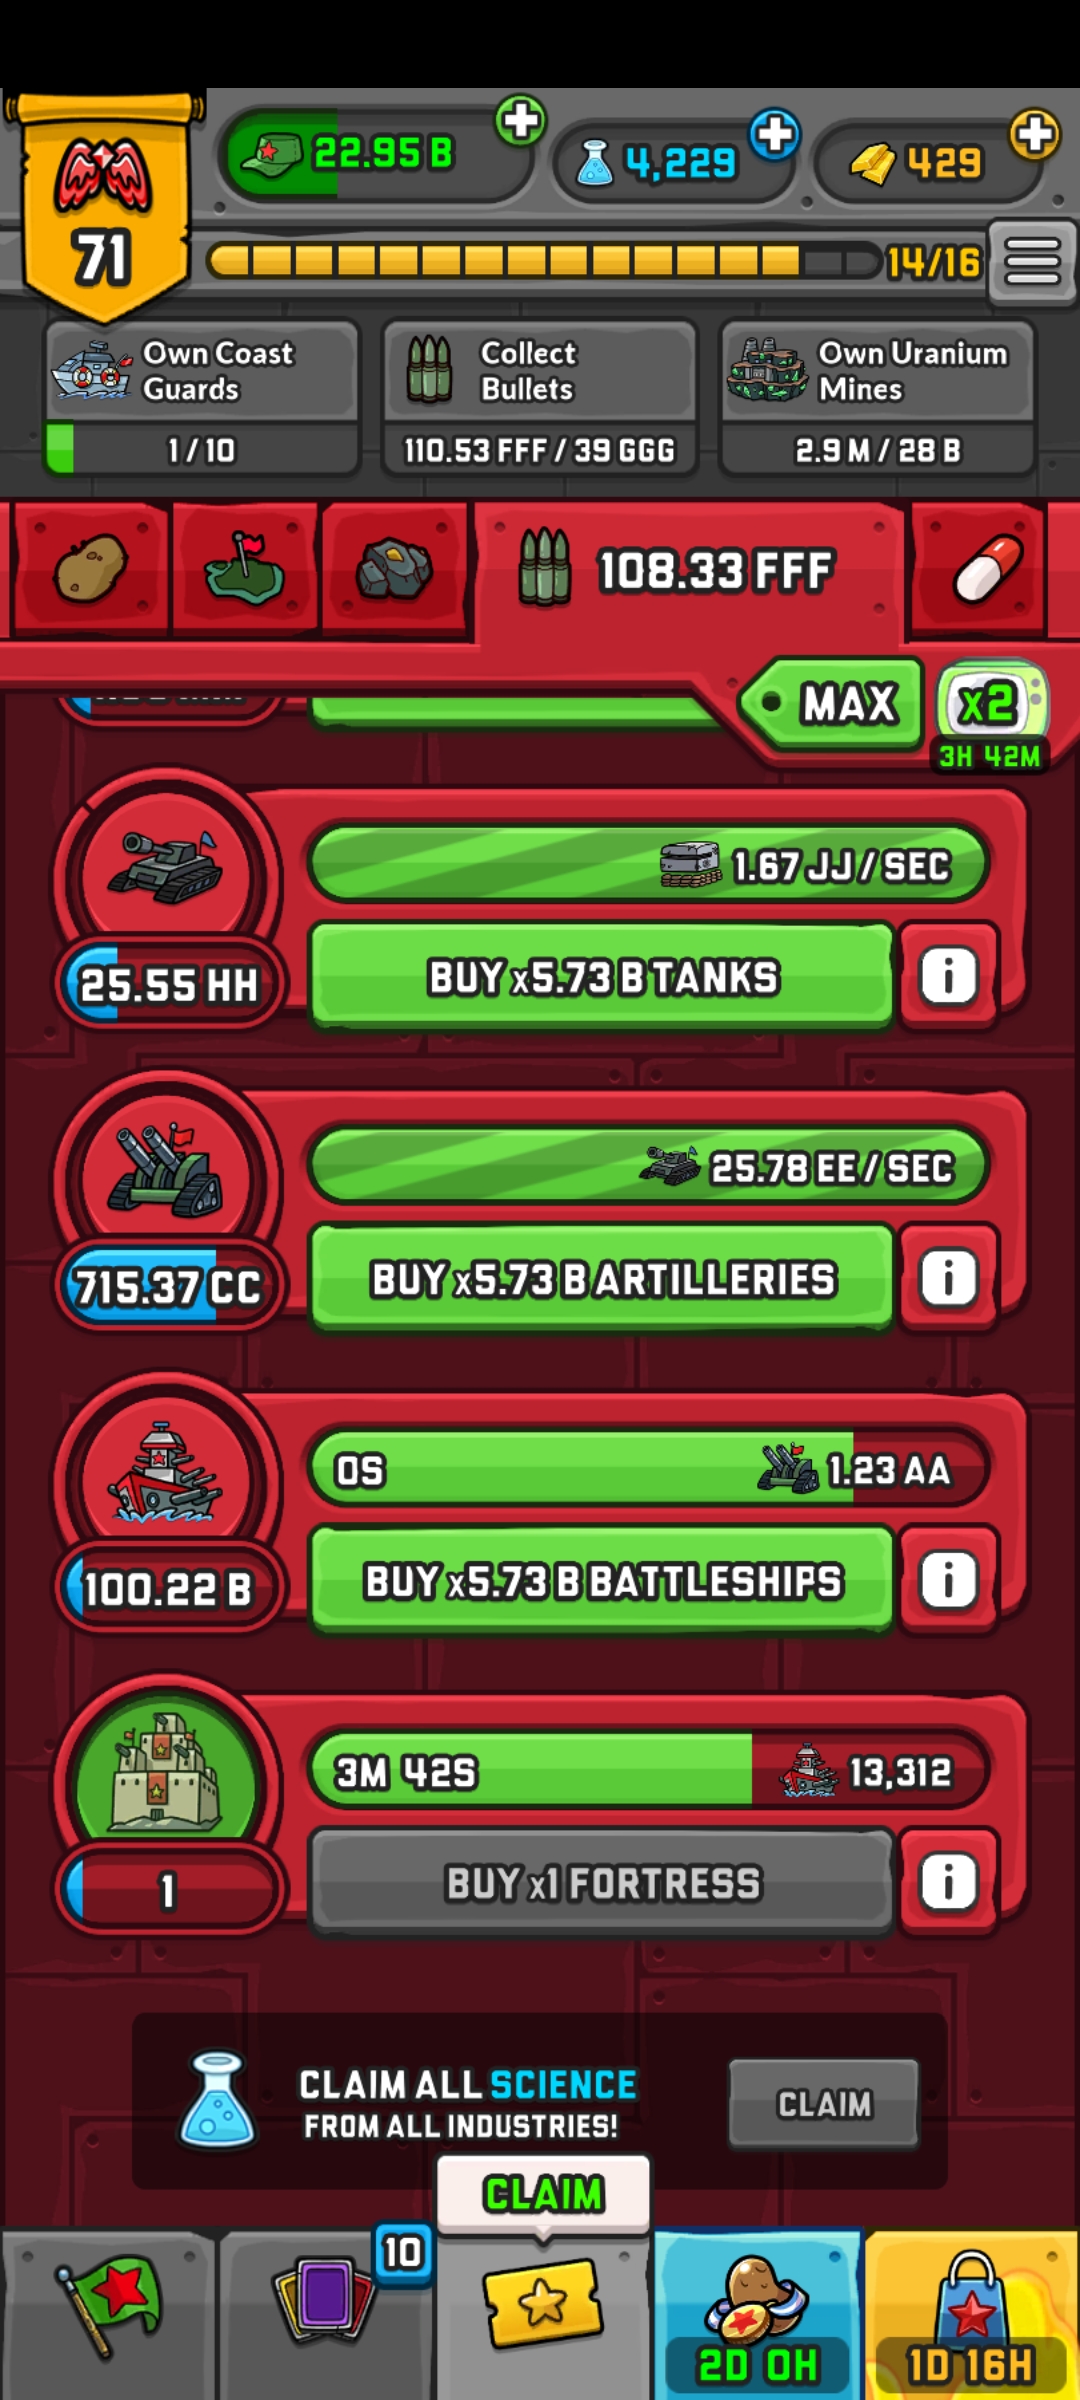 71
22.95 B
4,229
429
14/16
Own Coast
Guards
1 / 10
Collect
Bullets
110.53 FFF / 39 GGG
Own Uranium
Mines
2.9 M / 28 B
108.33 FFF
MAX
x2
3H 42M
1.67 JJ / SEC
25.55 HH
BUY x5.73 B TANKS
i
25.78 EE / SEC
715.37 CC
BUY x5.73 B ARTILLERIES
i
0S
1.23 AA
100.22 B
BUY x5.73 B BATTLESHIPS
i
3M 42S
13,312
1
BUY x1 FORTRESS
i
CLAIM ALL SCIENCE
FROM ALL INDUSTRIES!
CLAIM
CLAIM
10
2D 0H
1D 16H